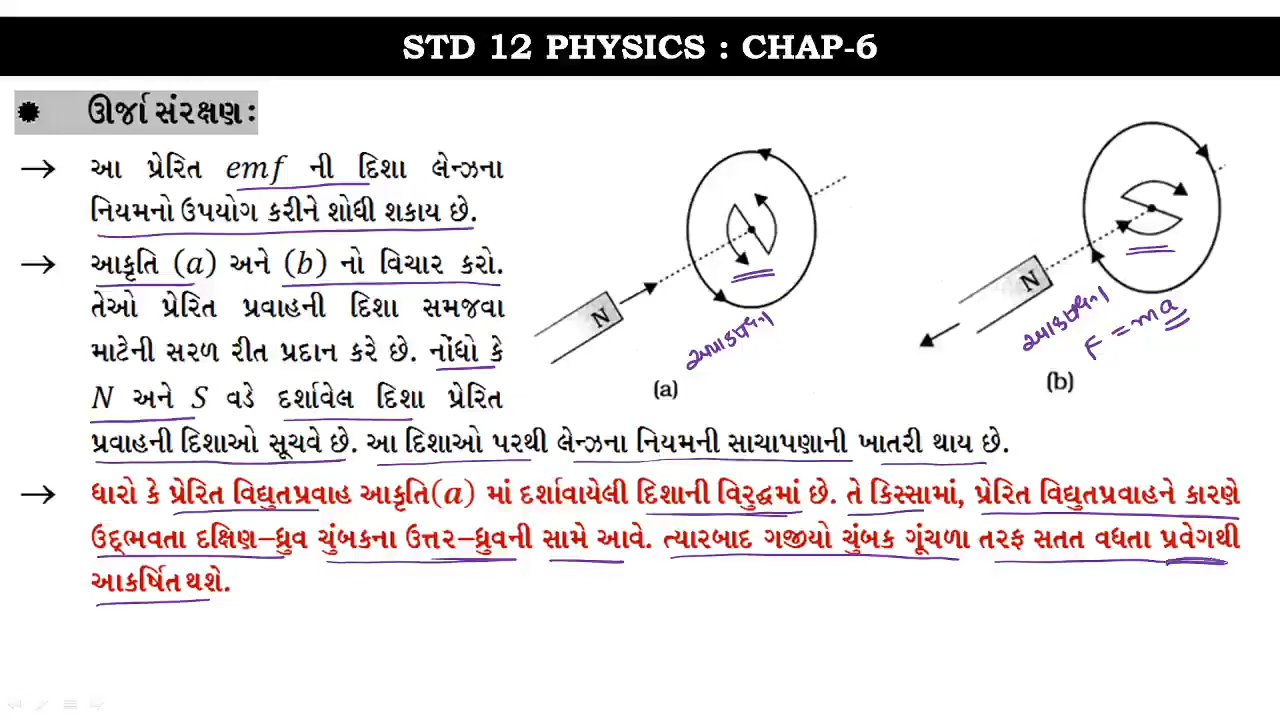 STD 12 PHYSICS : CHAP-6
ઊર્જા સંરક્ષણ:
→ આ પ્રેરિત emf ની દિશા લેન્ઝના
નિયમનો ઉપયોગ કરીને શોધી શકાય છે.
→ આકૃતિ (a) અને (b) નો વિચાર કરો.
તેઓ પ્રેરિત પ્રવાહની દિશા સમજવા
માટેની સરળ રીત પ્રદાન કરે છે. નોંધો કે
N અને S વડે દર્શાવેલ દિશા પ્રેરિત
પ્રવાહની દિશાઓ સૂચવે છે. આ દિશાઓ પરથી લેન્ઝના નિયમની સાચાપણાની ખાતરી થાય છે.
N
(a)
N
F = ma
(b)
→ ધારો કે પ્રેરિત વિદ્યુતપ્રવાહ આકૃતિ(a) માં દર્શાવાયેલી દિશાની વિરુદ્ધમાં છે. તે કિસ્સામાં, પ્રેરિત વિદ્યુતપ્રવાહને કારણે
ઉદ્ભવતા દક્ષિણ–ધ્રુવ ચુંબકના ઉત્તર–ધ્રુવની સામે આવે. ત્યારબાદ ગજીયો ચુંબક ગૂંચળા તરફ સતત વધતા પ્રવેગથી
આકર્ષિત થશે.